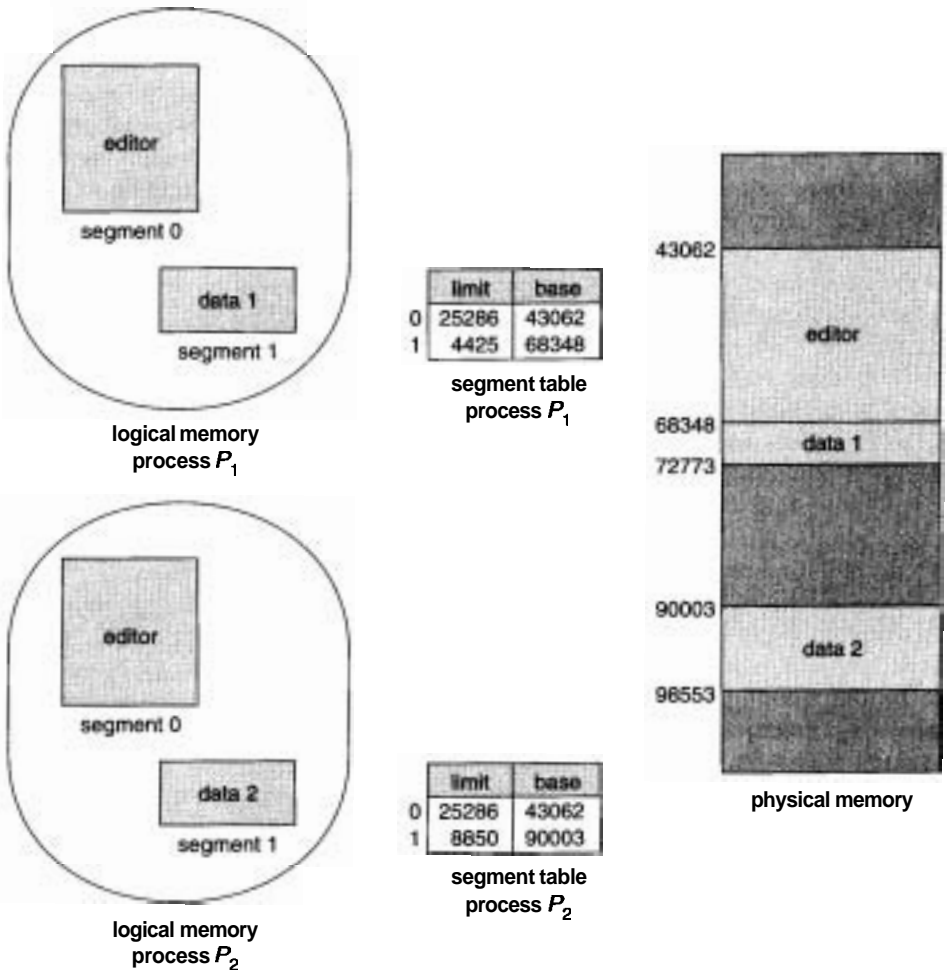 editor
segment 0
data 1
segment 1
logical memory
process P1
limit base
0 25286 43062
1 4425 68348
segment table
process P1
editor
segment 0
data 2
segment 1
logical memory
process P2
limit base
0 25286 43062
1 8850 90003
segment table
process P2
43062
editor
68348
data 1
72773
90003
data 2
98553
physical memory